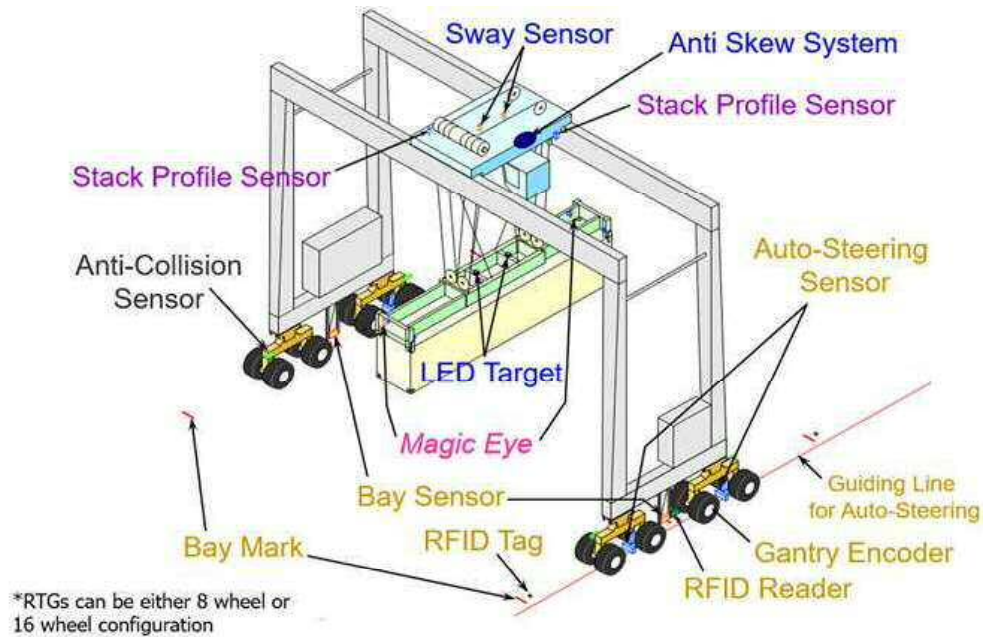 Sway Sensor
Anti Skew System
Stack Profile Sensor
Stack Profile Sensor
Auto-Steering
Sensor
Anti-Collision
Sensor
LED Target
Magic Eye
Guiding Line
for Auto-Steering
Bay Sensor
RFID Tag
Bay Mark
Gantry Encoder
RFID Reader
*RTGs can be either 8 wheel or
16 wheel configuration